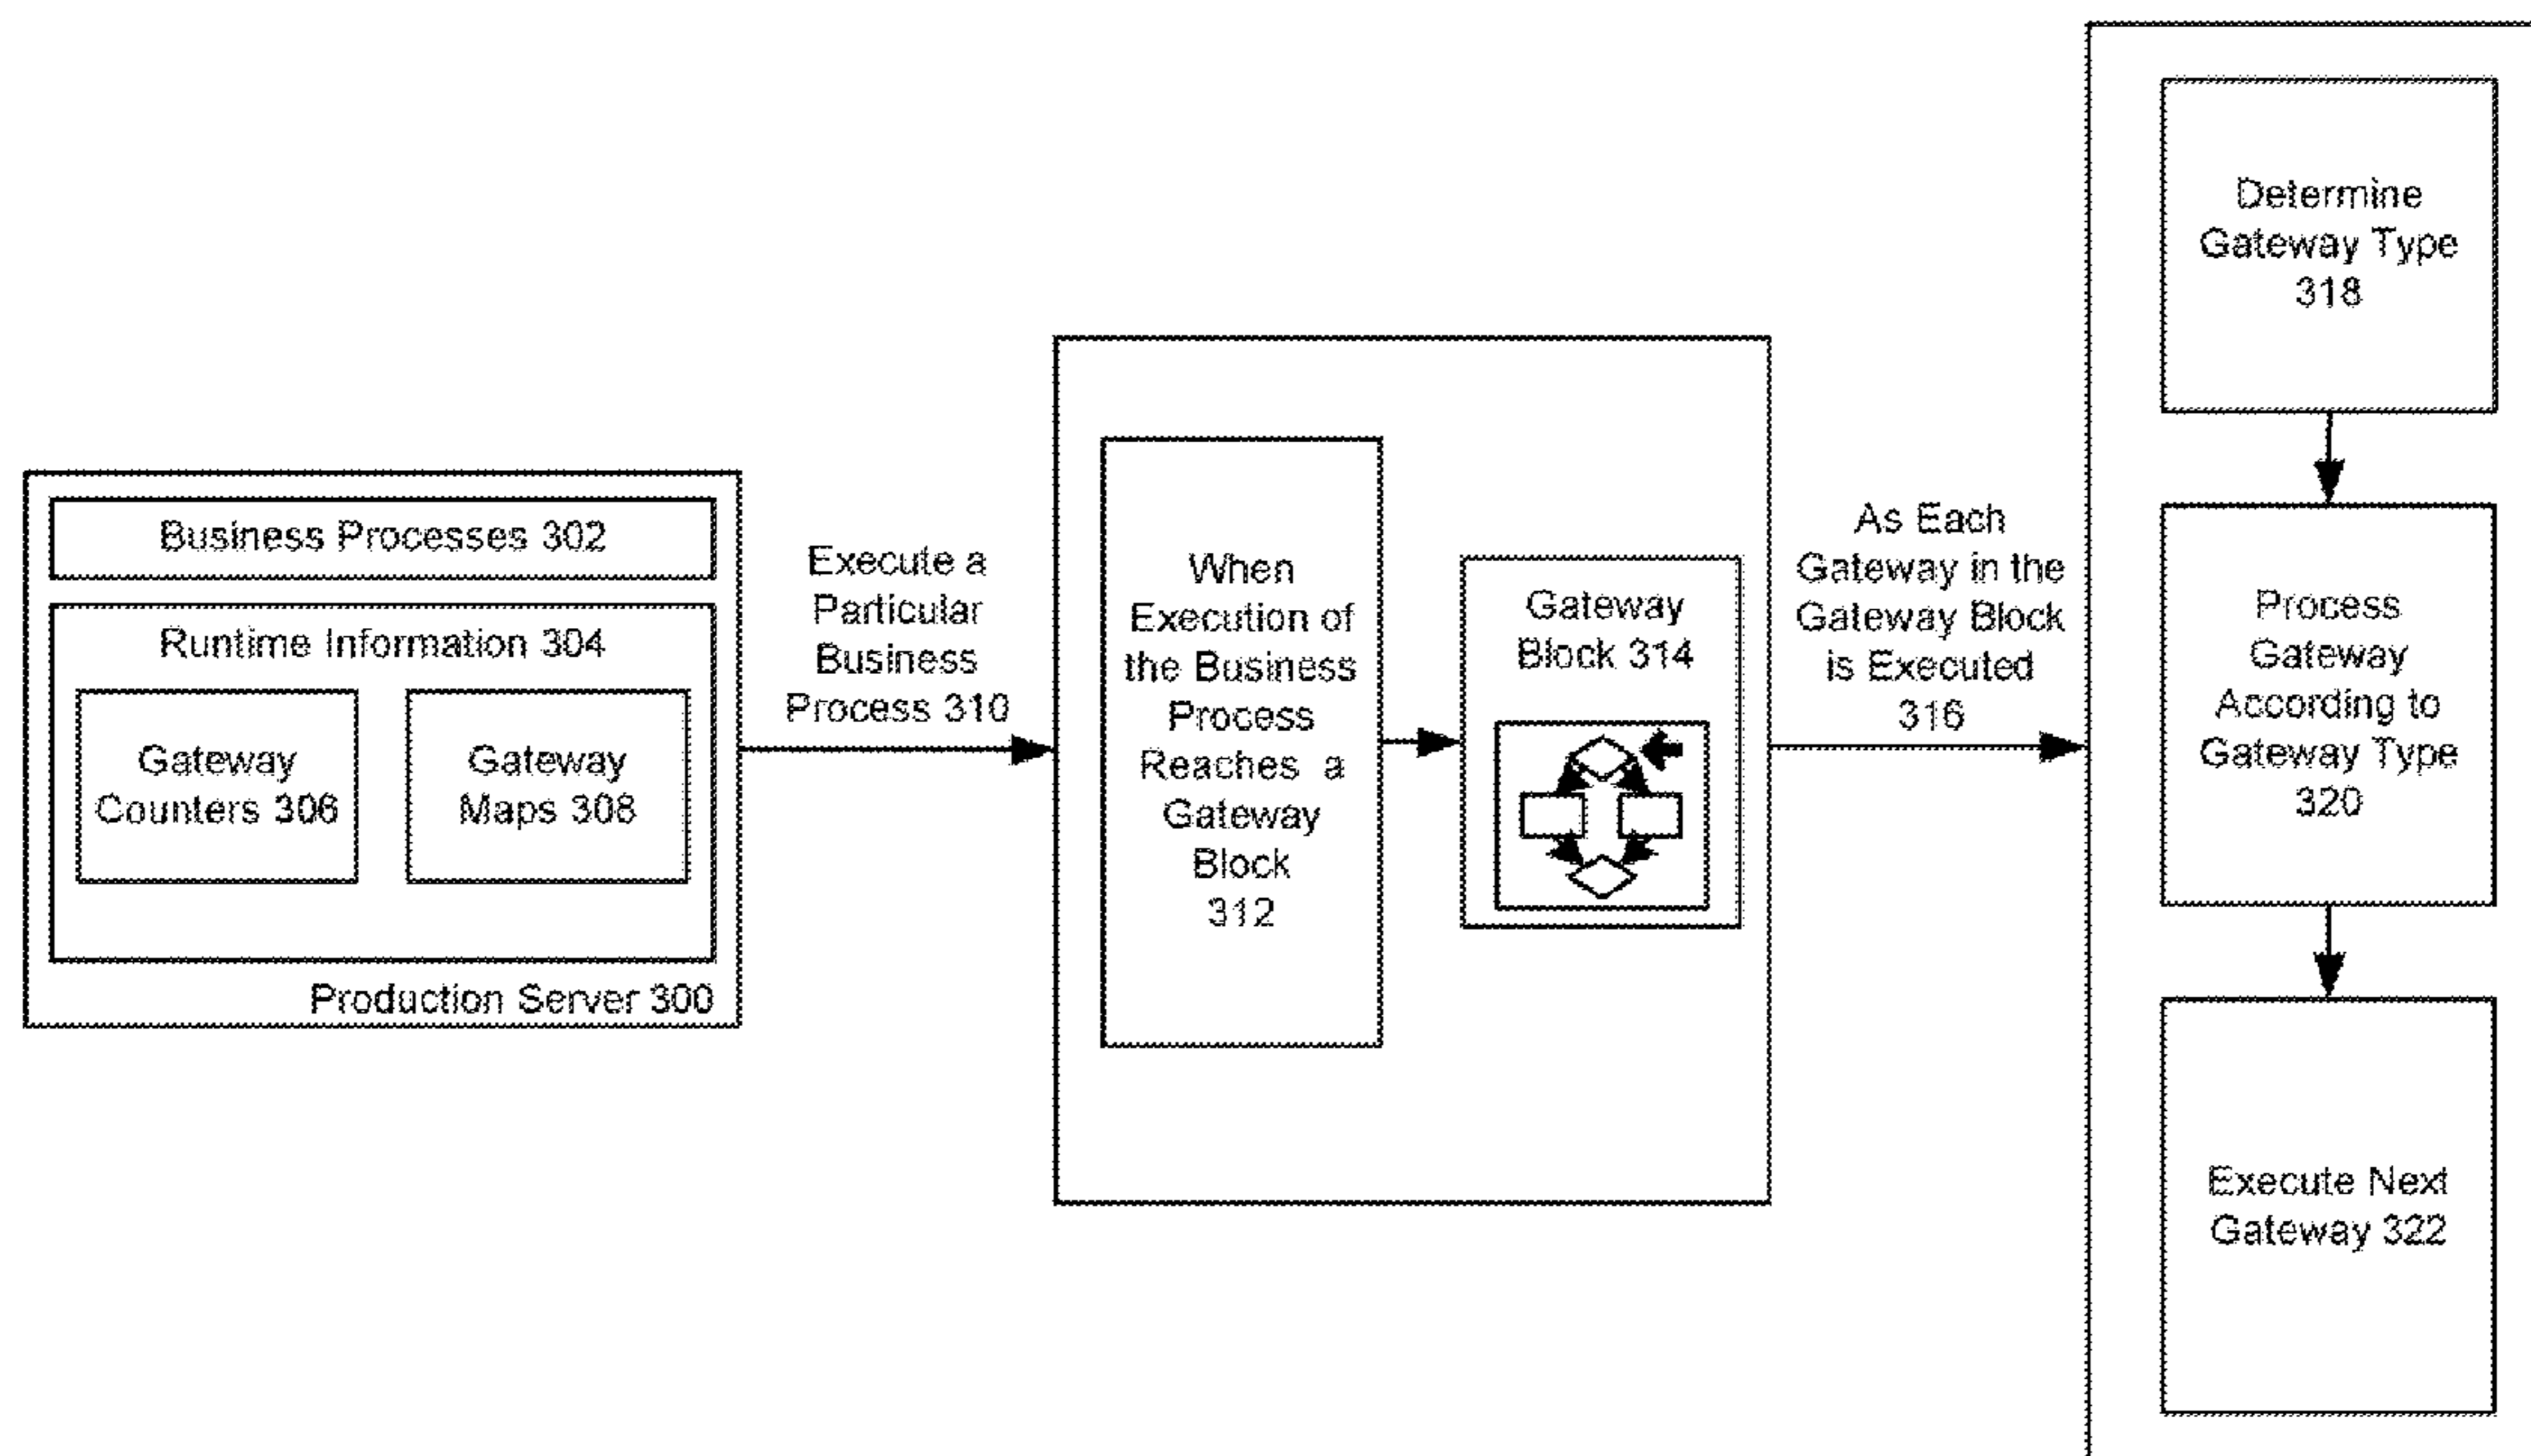 Business Processes 302
Runtime Information 304
Gateway
Counters 306
Gateway
Maps 308
Production Server 300
Execute a
Particular
Business
Process 310
When
Execution of
the Business
Process
Reaches a
Gateway
Block
312
Gateway
Block 314
As Each
Gateway in the
Gateway Block
is Executed
316
Determine
Gateway Type
318
Process
Gateway
According to
Gateway Type
320
Execute Next
Gateway 322